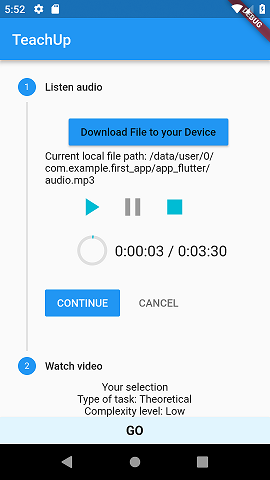 5:52
DEBUG
TeachUp
1 Listen audio
Download File to your Device
Current local file path: /data/user/0/
com.example.first_app/app_flutter/
audio.mp3
0:00:03 / 0:03:30
CONTINUE CANCEL
2 Watch video
Your selection
Type of task: Theoretical
Complexity level: Low
GO